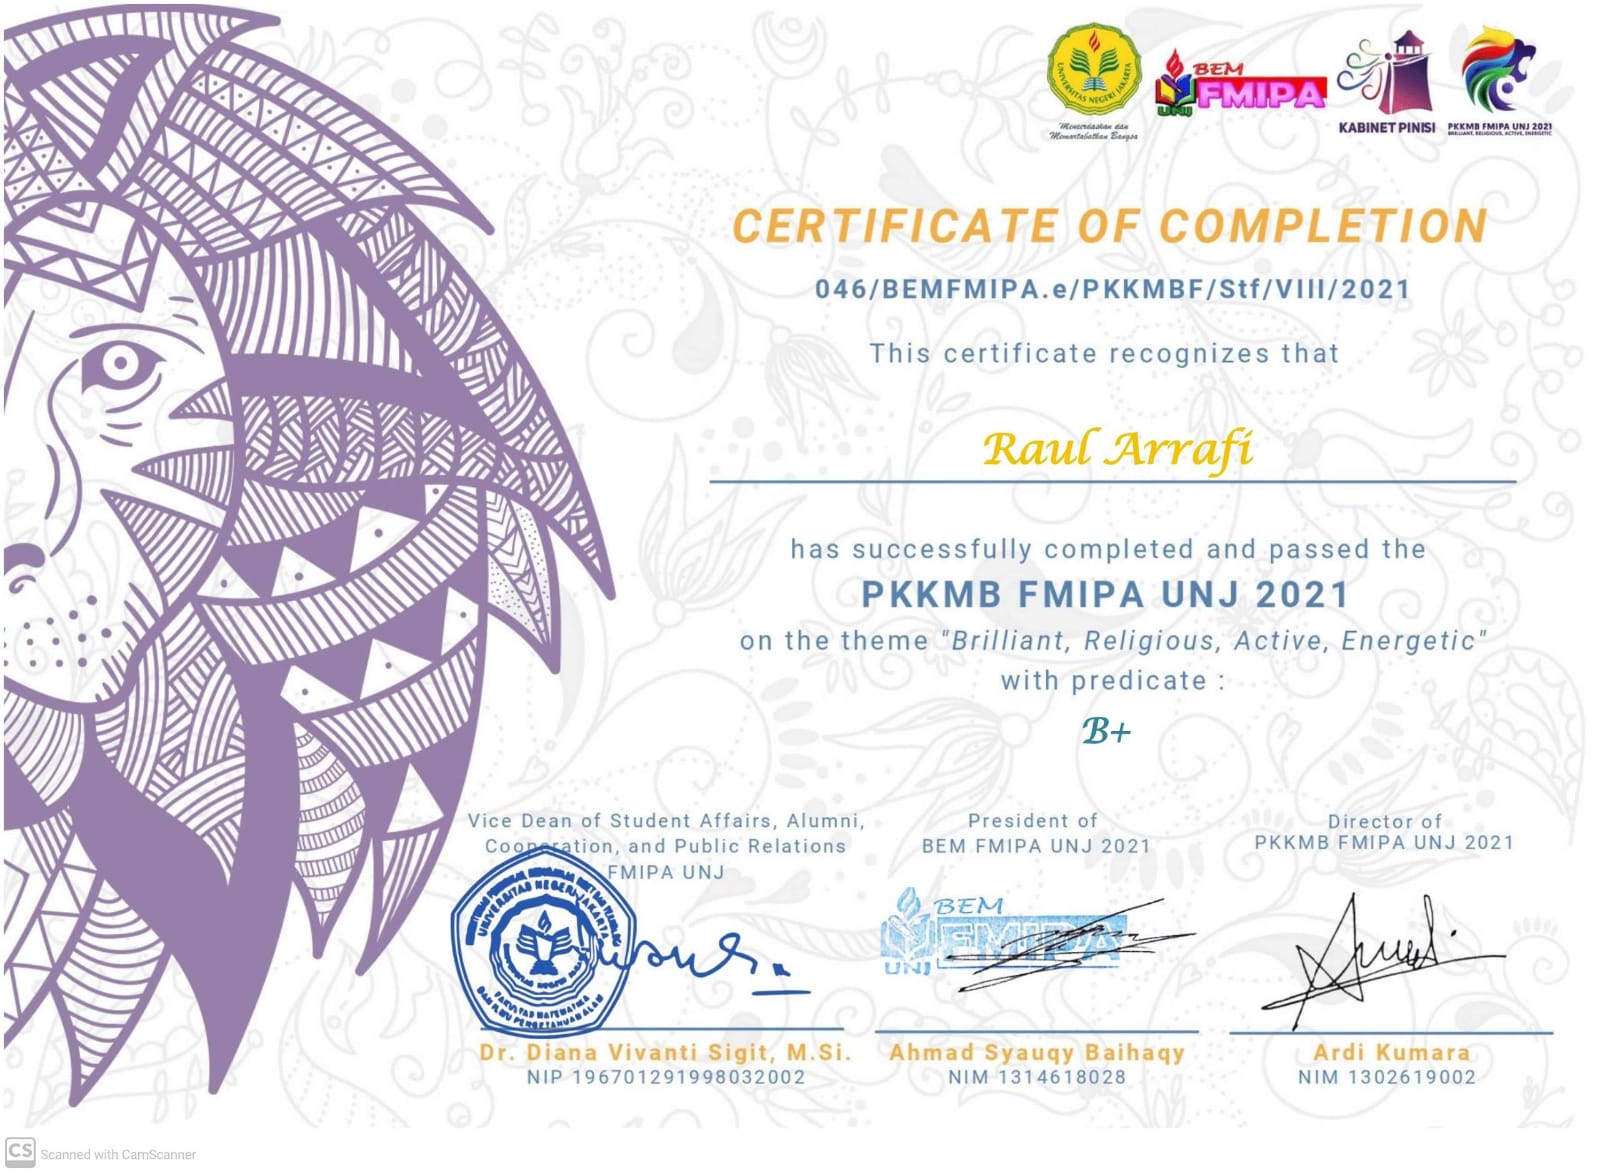 UNIVERSITAS NEGERI JAKARTA
Mencerdaskan dan
Memartabatkan Bangsa
BEM
FMIPA
UNJ
KABINET PINISI
PKKMB FMIPA UNJ 2021
BRILLIANT, RELIGIOUS, ACTIVE, ENERGETIC
CERTIFICATE OF COMPLETION
046/BEMFMIPA.e/PKKMBF/Stf/VIII/2021
This certificate recognizes that
Raul Arrafi
has successfully completed and passed the
PKKMB FMIPA UNJ 2021
on the theme "Brilliant, Religious, Active, Energetic"
with predicate :
B+
Vice Dean of Student Affairs, Alumni,
Cooperation, and Public Relations
FMIPA UNJ
UNIVERSITAS NEGERI JAKARTA
FAKULTAS MATEMATIKA
DAN ILMU PENGETAHUAN ALAM
Dr. Diana Vivanti Sigit, M.Si.
NIP 196701291998032002
President of
BEM FMIPA UNJ 2021
BEM
FMIPA
UNJ
Ahmad Syauqy Baihaqy
NIM 1314618028
Director of
PKKMB FMIPA UNJ 2021
Ardi Kumara
NIM 1302619002
CS Scanned with CamScanner